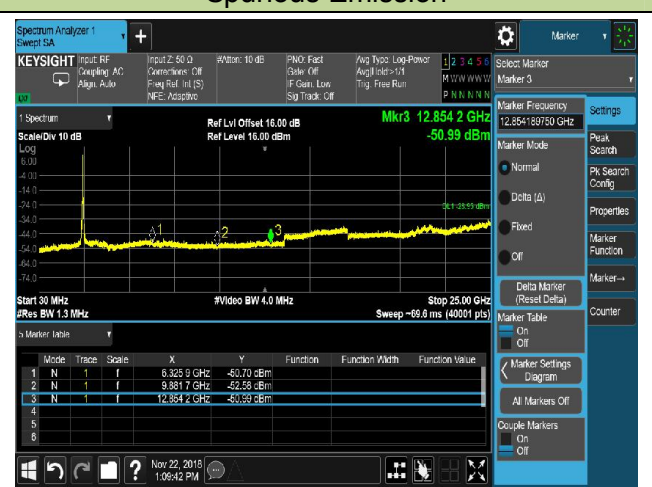 Spurious Emission
Spectrum Analyzer 1
Swept SA
Marker
KEYSIGHT
Input: RF
Coupling: AC
Align: Auto
Input Z: 50 Ω
Corrections: Off
Freq Ref: Int (S)
NFE: Adaptive
#Atten: 10 dB
PNO: Fast
Gate: Off
IF Gain: Low
Sig Track: Off
Avg Type: Log-Power
Avg|Hold:>1/1
Trig: Free Run
1 2 3 4 5 6
M W W W W W
P N N N N N
Select Marker
Marker 3
Marker Frequency
12.854189750 GHz
Settings
1 Spectrum
Scale/Div 10 dB
Log
Ref Lvl Offset 16.00 dB
Ref Level 16.00 dBm
Mkr3 12.854 2 GHz
-50.99 dBm
6.00
-4.00
-14.0
-24.0
-34.0
-44.0
-54.0
-64.0
-74.0
1
2
3
Start 30 MHz
#Res BW 1.3 MHz
#Video BW 4.0 MHz
Stop 25.00 GHz
Sweep ~69.6 ms (40001 pts)
Marker Mode
Normal
Delta (Δ)
Fixed
Off
Peak
Search
Pk Search
Config
Properties
Marker
Function
Marker→
Counter
Delta Marker
(Reset Delta)
Marker Table
On
Off
Marker Settings
Diagram
All Markers Off
Couple Markers
On
Off
5 Marker Table
Mode Trace Scale X Y Function Function Width Function Value
1 N 1 f 6.325 9 GHz -50.70 dBm
2 N 1 f 9.881 7 GHz -52.58 dBm
3 N 1 f 12.854 2 GHz -50.99 dBm
4
5
6
?
Nov 22, 2018
1:09:42 PM